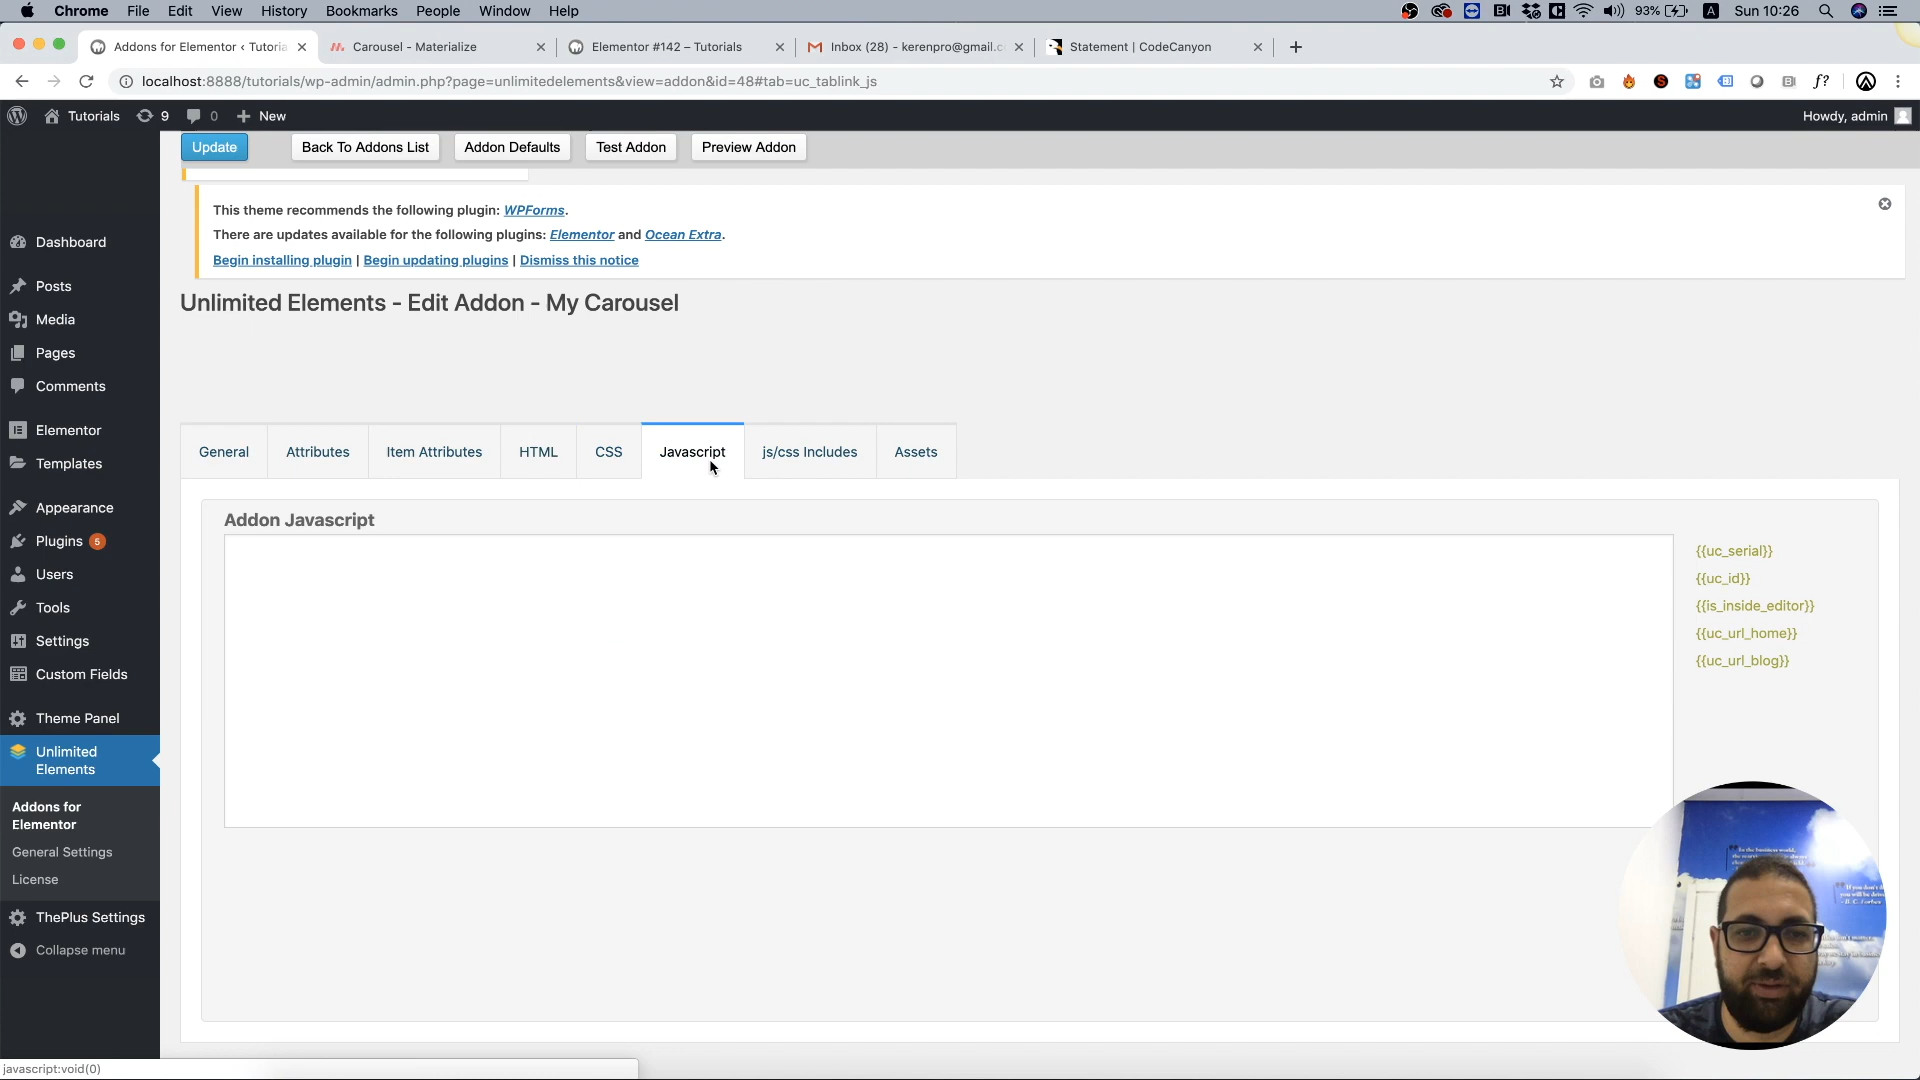 Chrome File Edit View History Bookmarks People Window Help 93% A Sun 10:26
Addons for Elementor ‹ Tutoria Carousel - Materialize Elementor #142 – Tutorials Inbox (28) - kerenpro@gmail.c Statement | CodeCanyon
localhost:8888/tutorials/wp-admin/admin.php?page=unlimitedelements&view=addon&id=48#tab=uc_tablink_js
Tutorials 9 0 New Howdy, admin
Update Back To Addons List Addon Defaults Test Addon Preview Addon
This theme recommends the following plugin: WPForms.
There are updates available for the following plugins: Elementor and Ocean Extra.
Begin installing plugin | Begin updating plugins | Dismiss this notice
Unlimited Elements - Edit Addon - My Carousel
Dashboard
Posts
Media
Pages
Comments
Elementor
Templates
Appearance
Plugins 5
Users
Tools
Settings
Custom Fields
Theme Panel
Unlimited
Elements
Addons for
Elementor
General Settings
License
ThePlus Settings
Collapse menu
General Attributes Item Attributes HTML CSS Javascript js/css Includes Assets
Addon Javascript
{{uc_serial}}
{{uc_id}}
{{is_inside_editor}}
{{uc_url_home}}
{{uc_url_blog}}
javascript:void(0)